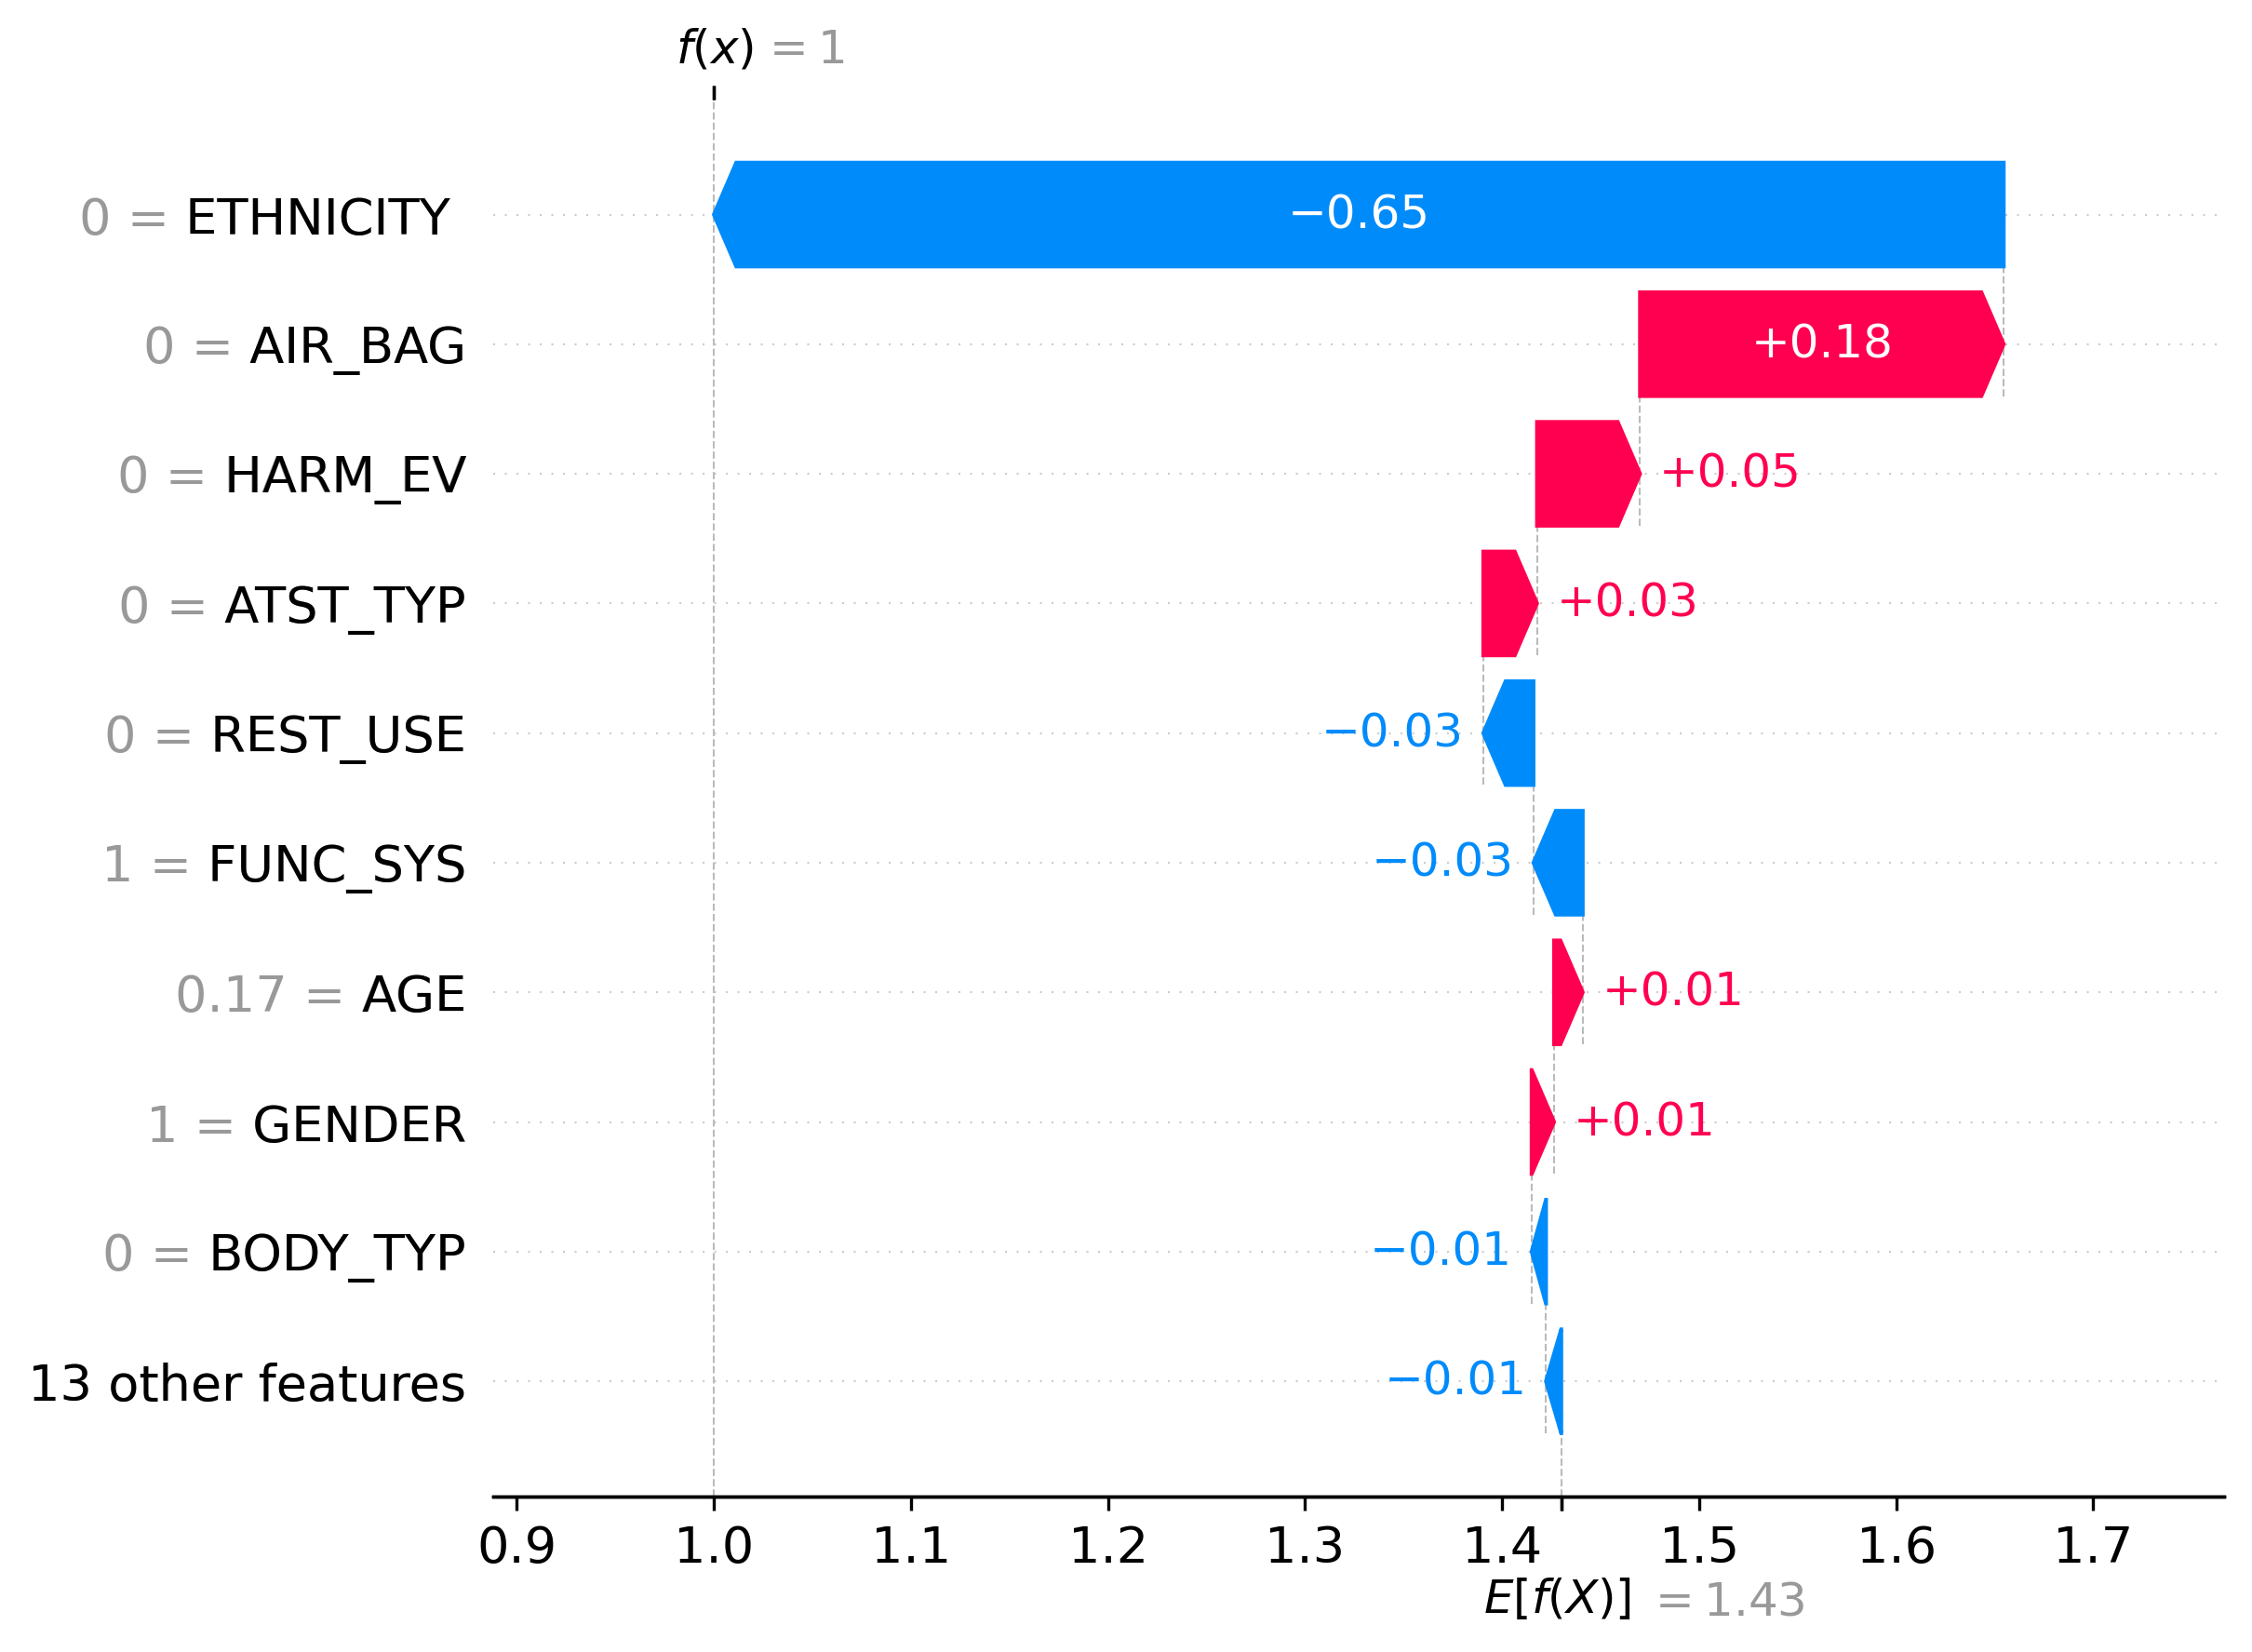 f(x) = 1
0 = ETHNICITY −0.65
0 = AIR_BAG +0.18
0 = HARM_EV +0.05
0 = ATST_TYP +0.03
0 = REST_USE −0.03
1 = FUNC_SYS −0.03
0.17 = AGE +0.01
1 = GENDER +0.01
0 = BODY_TYP −0.01
13 other features −0.01
0.9 1.0 1.1 1.2 1.3 1.4 1.5 1.6 1.7
E[f(X)] = 1.43